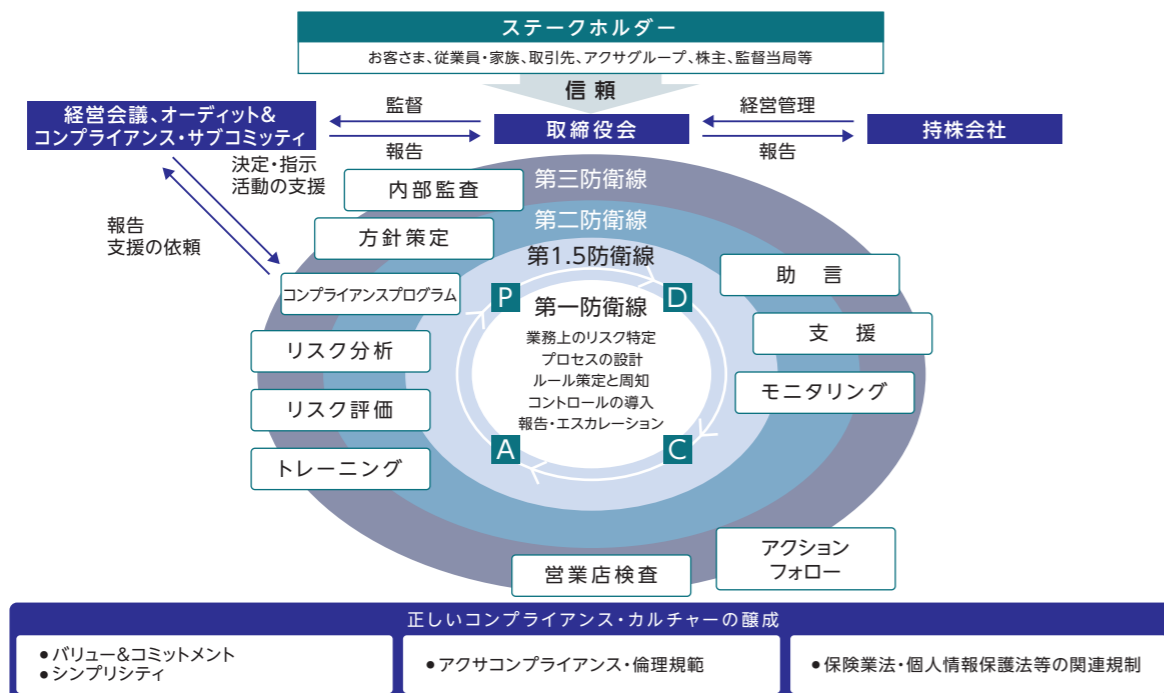 ステークホルダー
お客さま、従業員・家族、取引先、アクサグループ、株主、監督当局等
信頼
経営会議、オーディット&
コンプライアンス・サブコミッティ
監督
報告
取締役会
経営管理
報告
持株会社
決定・指示
活動の支援
報告
支援の依頼
第三防衛線
内部監査
第二防衛線
方針策定
第1.5防衛線
コンプライアンスプログラム
助 言
P
D
第一防衛線
業務上のリスク特定
プロセスの設計
ルール策定と周知
コントロールの導入
報告・エスカレーション
A
C
リスク分析
支 援
リスク評価
モニタリング
トレーニング
営業店検査
アクション
フォロー
正しいコンプライアンス・カルチャーの醸成
●バリュー&コミットメント
●シンプリシティ
●アクサコンプライアンス・倫理規範
●保険業法・個人情報保護法等の関連規制